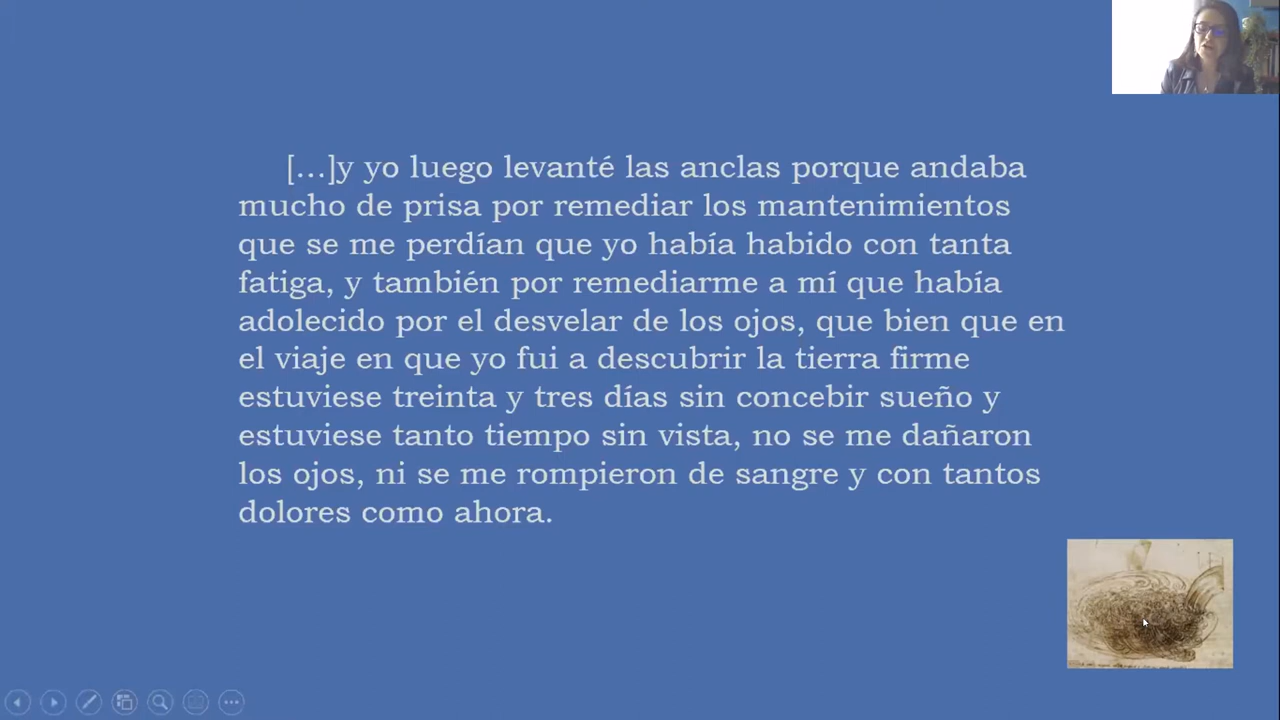 [...]y yo luego levanté las anclas porque andaba
mucho de prisa por remediar los mantenimientos
que se me perdían que yo había habido con tanta
fatiga, y también por remediarme a mí que había
adolecido por el desvelar de los ojos, que bien que en
el viaje en que yo fui a descubrir la tierra firme
estuviese treinta y tres días sin concebir sueño y
estuviese tanto tiempo sin vista, no se me dañaron
los ojos, ni se me rompieron de sangre y con tantos
dolores como ahora.